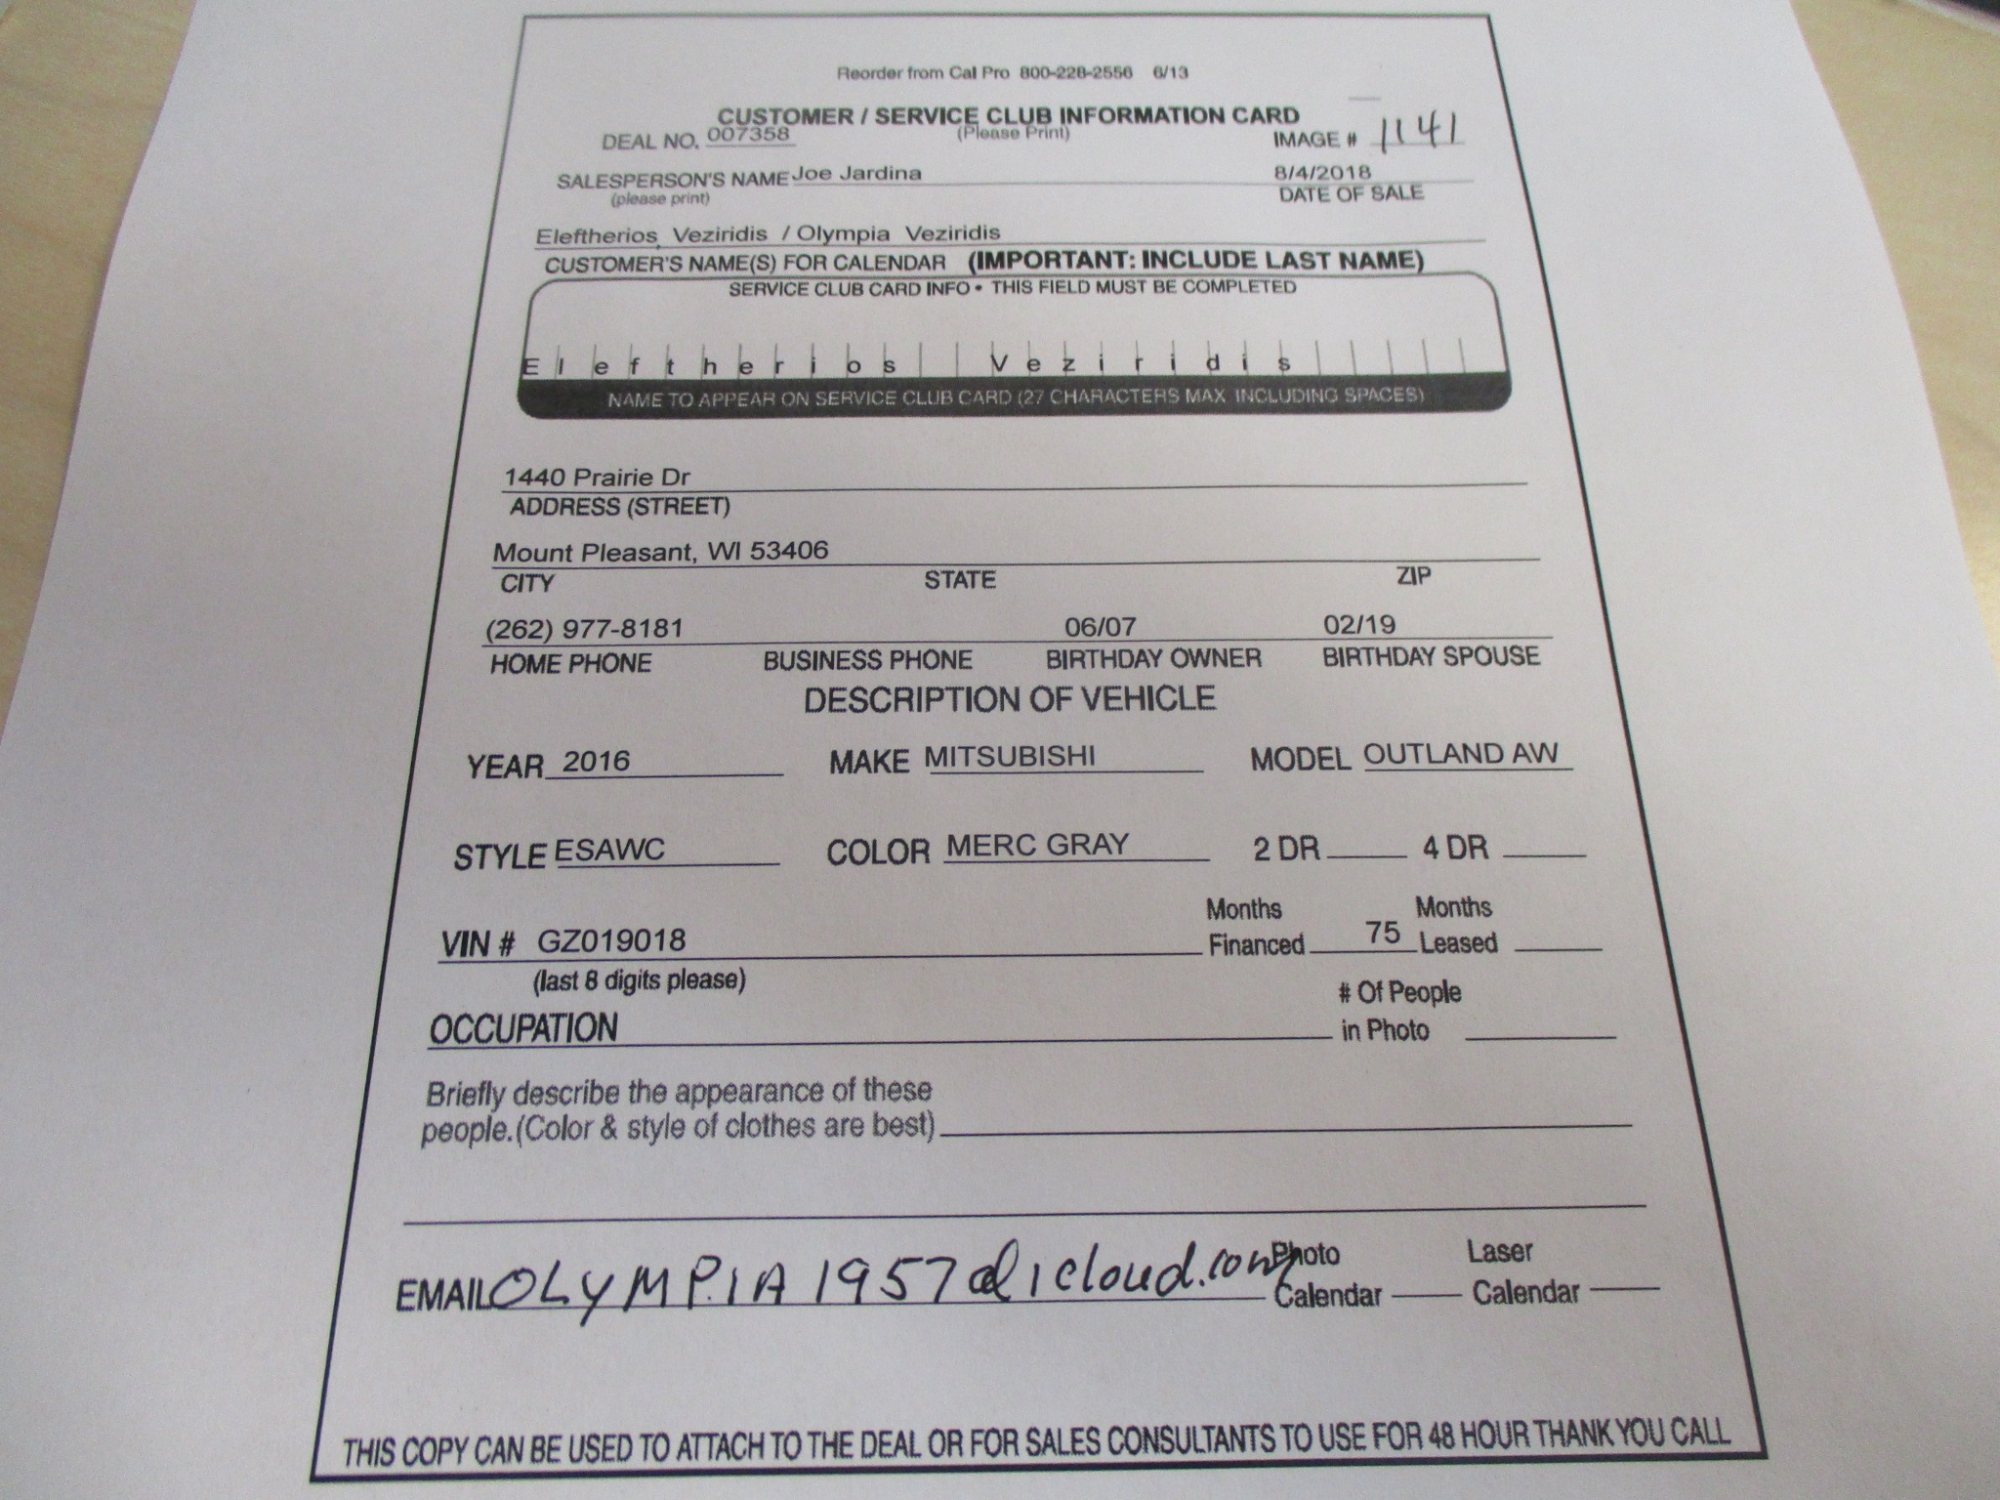 Reorder from Cal Pro 800-228-2556 6/13
CUSTOMER / SERVICE CLUB INFORMATION CARD
DEAL NO. 007358 (Please Print) IMAGE # 1141
SALESPERSON'S NAME Joe Jardina 8/4/2018
(please print) DATE OF SALE
Eleftherios Veziridis / Olympia Veziridis
CUSTOMER'S NAME(S) FOR CALENDAR (IMPORTANT: INCLUDE LAST NAME)
SERVICE CLUB CARD INFO • THIS FIELD MUST BE COMPLETED
Eleftherios Veziridis
NAME TO APPEAR ON SERVICE CLUB CARD (27 CHARACTERS MAX INCLUDING SPACES)
1440 Prairie Dr
ADDRESS (STREET)
Mount Pleasant, WI 53406
CITY STATE ZIP
(262) 977-8181 06/07 02/19
HOME PHONE BUSINESS PHONE BIRTHDAY OWNER BIRTHDAY SPOUSE
DESCRIPTION OF VEHICLE
YEAR 2016 MAKE MITSUBISHI MODEL OUTLAND AW
STYLE ESAWC COLOR MERC GRAY 2 DR 4 DR
Months Months
VIN # GZ019018 Financed 75 Leased
(last 8 digits please)
# Of People
OCCUPATION in Photo
Briefly describe the appearance of these
people.(Color & style of clothes are best)
Photo Laser
EMAIL OLYMPIA1957@icloud.com Calendar Calendar
THIS COPY CAN BE USED TO ATTACH TO THE DEAL OR FOR SALES CONSULTANTS TO USE FOR 48 HOUR THANK YOU CALL